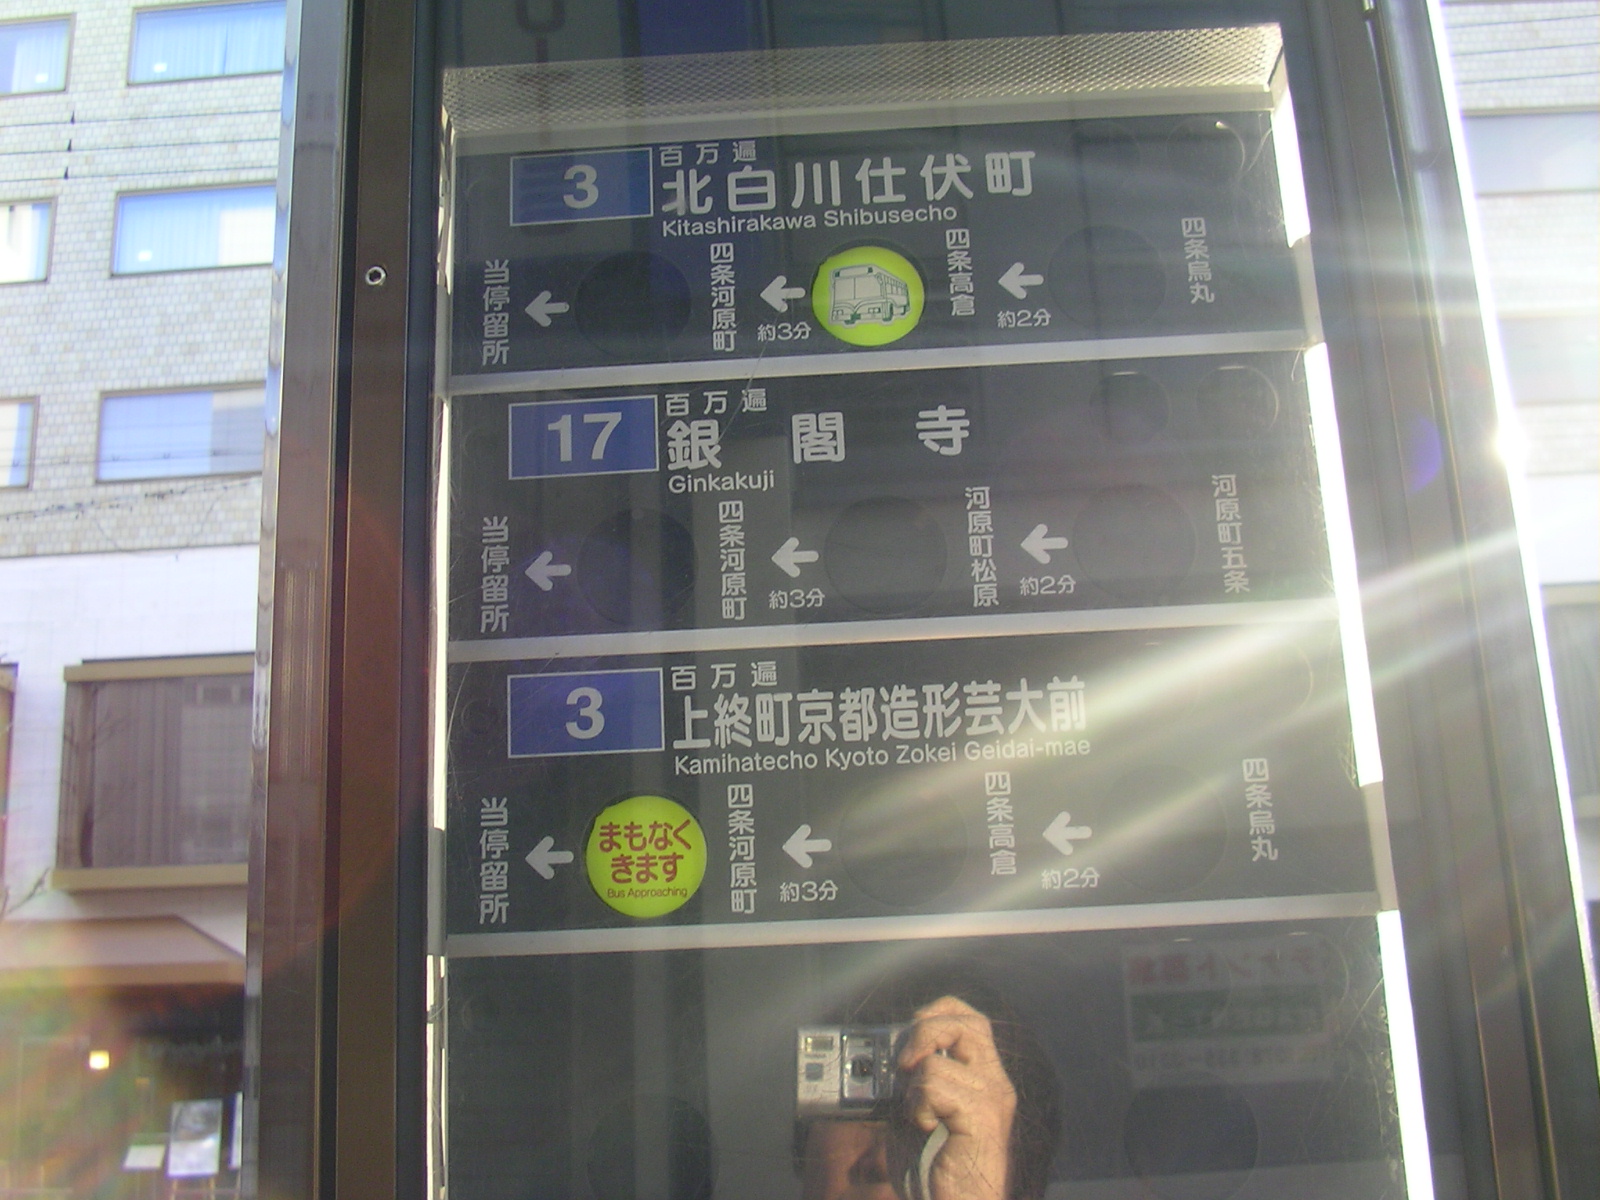 百万遍
3 北白川仕伏町
Kitashirakawa Shibusecho
当停留所
四条河原町
約3分
四条高倉
約2分
四条烏丸
百万遍
17 銀閣寺
Ginkakuji
当停留所
四条河原町
約3分
河原町松原
約2分
河原町五条
百万遍
3 上終町京都造形芸大前
Kamihatecho Kyoto Zokei Geidai-mae
当停留所
まもなく
きます
Bus Approaching
四条河原町
約3分
四条高倉
約2分
四条烏丸